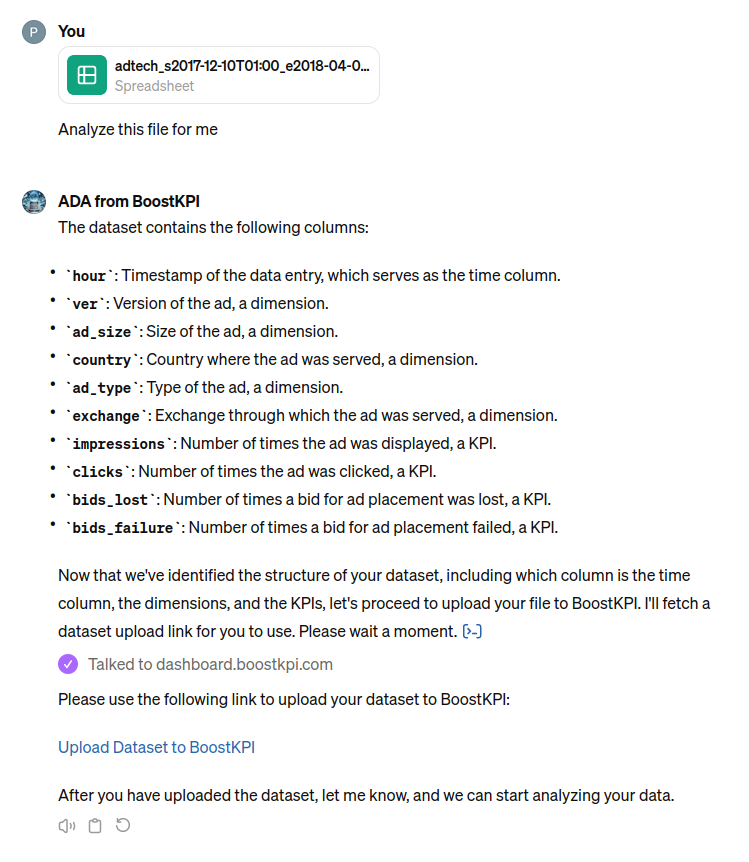 P
You
adtech_s2017-12-10T01:00_e2018-04-0...
Spreadsheet
Analyze this file for me
ADA from BoostKPI
The dataset contains the following columns:
• `hour`: Timestamp of the data entry, which serves as the time column.
• `ver`: Version of the ad, a dimension.
• `ad_size`: Size of the ad, a dimension.
• `country`: Country where the ad was served, a dimension.
• `ad_type`: Type of the ad, a dimension.
• `exchange`: Exchange through which the ad was served, a dimension.
• `impressions`: Number of times the ad was displayed, a KPI.
• `clicks`: Number of times the ad was clicked, a KPI.
• `bids_lost`: Number of times a bid for ad placement was lost, a KPI.
• `bids_failure`: Number of times a bid for ad placement failed, a KPI.
Now that we've identified the structure of your dataset, including which column is the time
column, the dimensions, and the KPIs, let's proceed to upload your file to BoostKPI. I'll fetch a
dataset upload link for you to use. Please wait a moment.
Talked to dashboard.boostkpi.com
Please use the following link to upload your dataset to BoostKPI:
Upload Dataset to BoostKPI
After you have uploaded the dataset, let me know, and we can start analyzing your data.